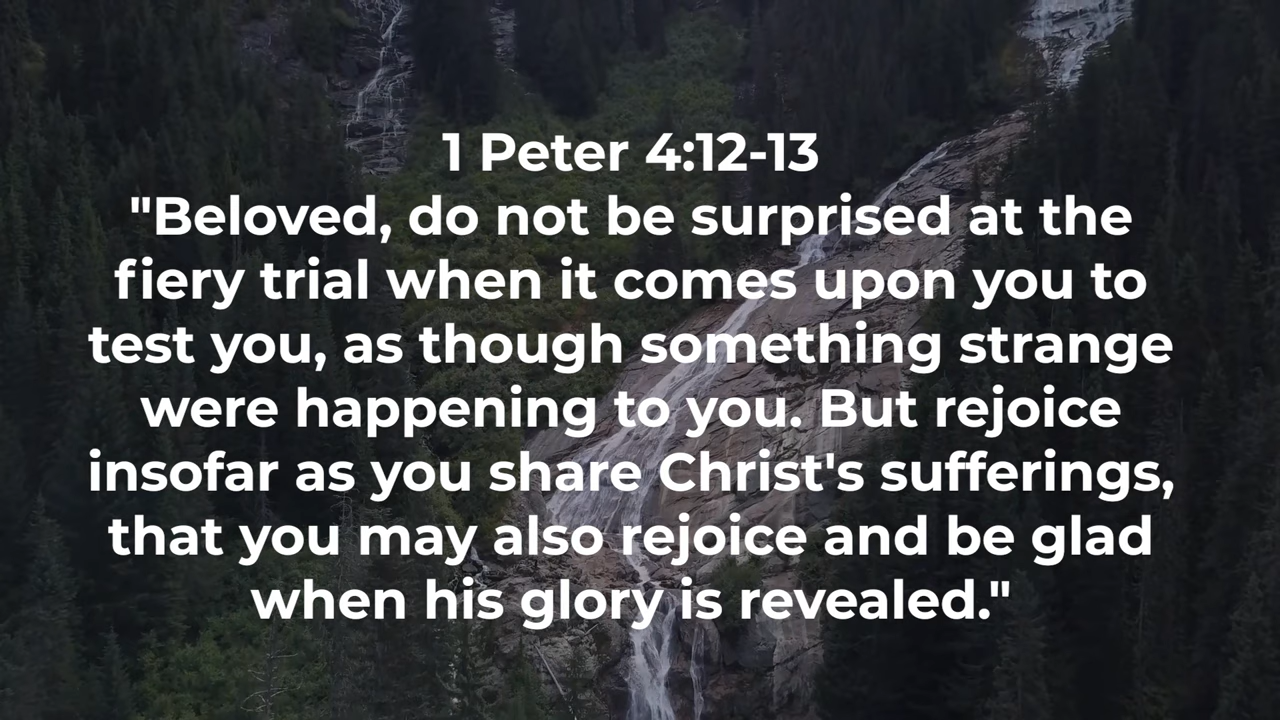 1 Peter 4:12-13
"Beloved, do not be surprised at the
fiery trial when it comes upon you to
test you, as though something strange
were happening to you. But rejoice
insofar as you share Christ's sufferings,
that you may also rejoice and be glad
when his glory is revealed."